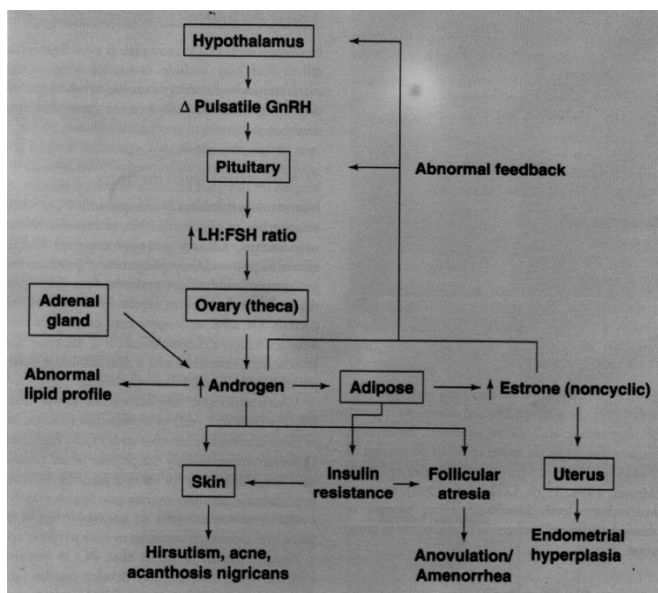 Hypothalamus
Δ Pulsatile GnRH
Pituitary
Abnormal feedback
↑ LH:FSH ratio
Adrenal
gland
Ovary (theca)
Abnormal
lipid profile
↑ Androgen
Adipose
↑ Estrone (noncyclic)
Skin
Insulin
resistance
Follicular
atresia
Uterus
Hirsutism, acne,
acanthosis nigricans
Anovulation/
Amenorrhea
Endometrial
hyperplasia